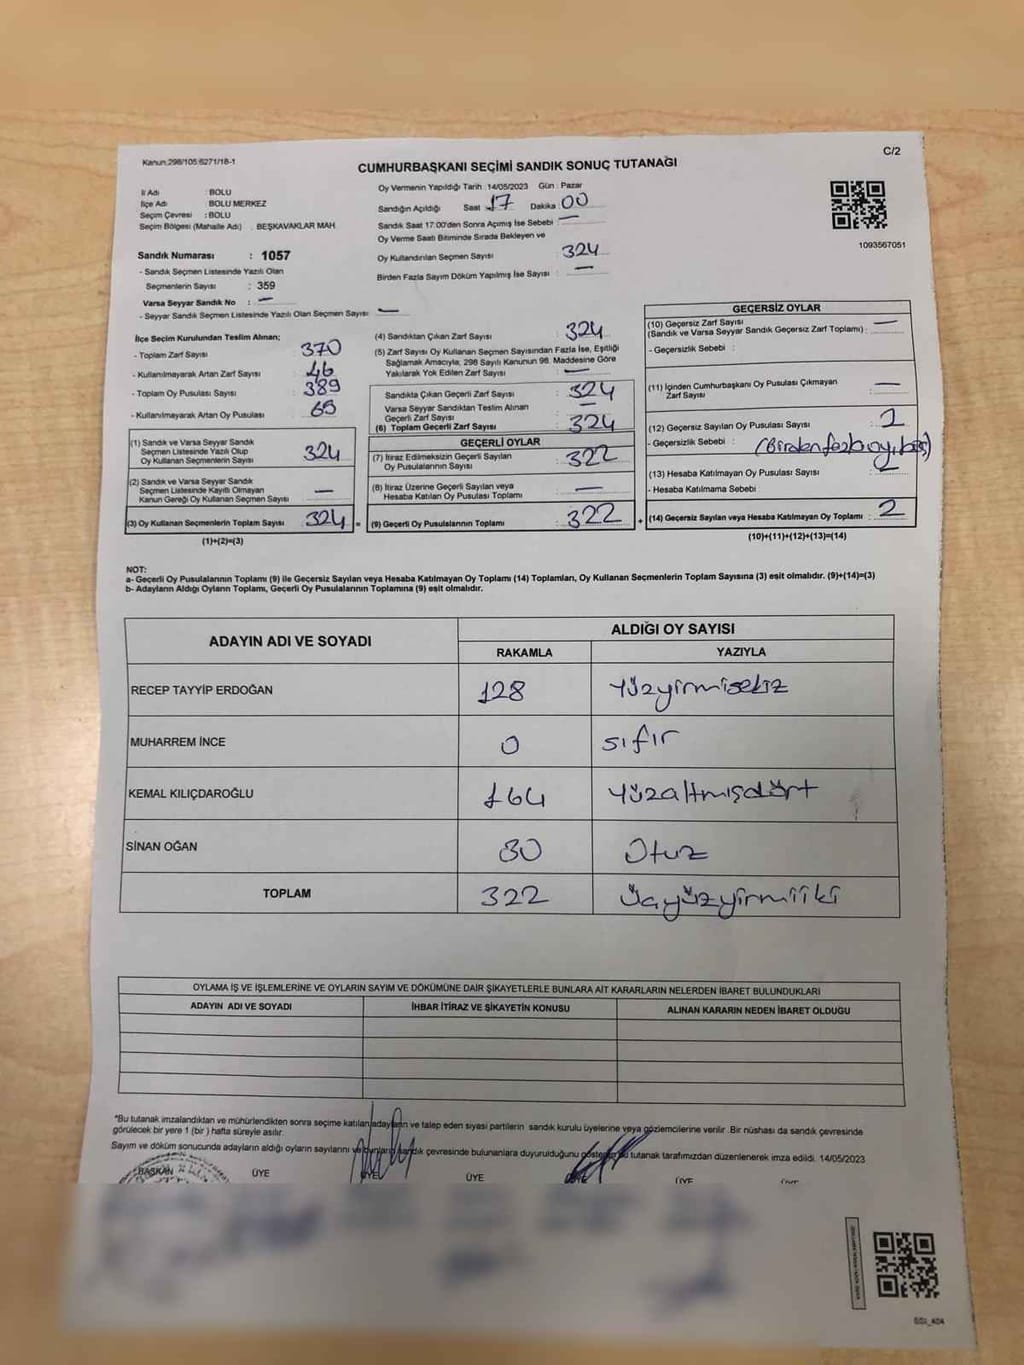 Kanun:298/105:6271/18-1
C/2
CUMHURBAŞKANI SEÇİMİ SANDIK SONUÇ TUTANAĞI
İl Adı : BOLU
İlçe Adı : BOLU MERKEZ
Seçim Çevresi : BOLU
Seçim Bölgesi (Mahalle Adı) . BEŞKAVAKLAR MAH.
Oy Vermenin Yapıldığı Tarih :14/05/2023 Gün : Pazar
Sandığın Açıldığı Saat 17 Dakika 00
Sandık Saat 17:00'den Sonra Açımış İse Sebebi : —
Oy Verme Saati Bitiminde Sırada Bekleyen ve
Oy Kullandırılan Seçmen Sayısı : 324
Birden Fazla Sayım Döküm Yapılmış İse Sayısı : —
1093567051
Sandık Numarası : 1057
- Sandık Seçmen Listesinde Yazılı Olan
Seçmenlerin Sayısı : 359
Varsa Seyyar Sandık No : —
- Seyyar Sandık Seçmen Listesinde Yazılı Olan Seçmen Sayısı: —
İlçe Seçim Kurulundan Teslim Alınan;
- Toplam Zarf Sayısı : 370
- Kullanılmayarak Artan Zarf Sayısı : 46
- Toplam Oy Pusulası Sayısı : 389
- Kullanılmayarak Artan Oy Pusulası : 65
(1) Sandık ve Varsa Seyyar Sandık
Seçmen Listesinde Yazılı Olup
Oy Kullanan Seçmenlerin Sayısı : 324
(2) Sandık ve Varsa Seyyar Sandık
Seçmen Listesinde Kayıtlı Olmayan
Kanun Gereği Oy Kullanan Seçmen Sayısı : —
(3) Oy Kullanan Seçmenlerin Toplam Sayısı : 324 =
(1)+(2)=(3)
(4) Sandıktan Çıkan Zarf Sayısı : 324
(5) Zarf Sayısı Oy Kullanan Seçmen Sayısından Fazla İse, Eşitliği
Sağlamak Amacıyla; 298 Sayılı Kanunun 98. Maddesine Göre
Yakılarak Yok Edilen Zarf Sayısı : —
Sandıkta Çıkan Geçerli Zarf Sayısı : 324
Varsa Seyyar Sandıktan Teslim Alınan
Geçerli Zarf Sayısı : —
(6) Toplam Geçerli Zarf Sayısı : 324
GEÇERLİ OYLAR
(7) İtiraz Edilmeksizin Geçerli Sayılan
Oy Pusulalarının Sayısı : 322
(8) İtiraz Üzerine Geçerli Sayılan veya
Hesaba Katılan Oy Pusulası Toplamı : —
(9) Geçerli Oy Pusulalarının Toplamı : 322 +
GEÇERSİZ OYLAR
(10) Geçersiz Zarf Sayısı
(Sandık ve Varsa Seyyar Sandık Geçersiz Zarf Toplamı) : —
- Geçersizlik Sebebi :
(11) İçinden Cumhurbaşkanı Oy Pusulası Çıkmayan
Zarf Sayısı : —
(12) Geçersiz Sayılan Oy Pusulası Sayısı : 2
- Geçersizlik Sebebi : (Birden fazla oy
(13) Hesaba Katılmayan Oy Pusulası Sayısı :
- Hesaba Katılmama Sebebi :
(14) Geçersiz Sayılan veya Hesaba Katılmayan Oy Toplamı : 2
(10)+(11)+(12)+(13)=(14)
NOT:
a- Geçerli Oy Pusulalarının Toplamı (9) ile Geçersiz Sayılan veya Hesaba Katılmayan Oy Toplamı (14) Toplamları, Oy Kullanan Seçmenlerin Toplam Sayısına (3) eşit olmalıdır. (9)+(14)=(3)
b- Adayların Aldığı Oyların Toplamı, Geçerli Oy Pusulalarının Toplamına (9) eşit olmalıdır.
ADAYIN ADI VE SOYADI
ALDIĞI OY SAYISI
RAKAMLA YAZIYLA
RECEP TAYYİP ERDOĞAN 128 Yüzyirmisekiz
MUHARREM İNCE 0 sıfır
KEMAL KILIÇDAROĞLU 164 Yüzaltmışdört
SİNAN OĞAN 30 Otuz
TOPLAM 322 Üçyüzyirmiiki
OYLAMA İŞ VE İŞLEMLERİNE VE OYLARIN SAYIM VE DÖKÜMÜNE DAİR ŞİKAYETLERLE BUNLARA AİT KARARLARIN NELERDEN İBARET BULUNDUKLARI
ADAYIN ADI VE SOYADI İHBAR İTİRAZ VE ŞİKAYETİN KONUSU ALINAN KARARIN NEDEN İBARET OLDUĞU
*Bu tutanak imzalandıktan ve mühürlendikten sonra seçime katılan adayların ve talep eden siyasi partilerin sandık kurulu üyelerine veya gözlemcilerine verilir. Bir nüshası da sandık çevresinde
görülecek bir yere 1 (bir) hafta süreyle asılır.
Sayım ve döküm sonucunda adayların aldığı oyların sayılarını ve bunların sandık çevresinde bulunanlara duyurulduğunu gösteren bu tutanak tarafımızdan düzenlenerek imza edildi. 14/05/2023
BAŞKAN ÜYE ÜYE ÜYE ÜYE ÜYE ÜYE